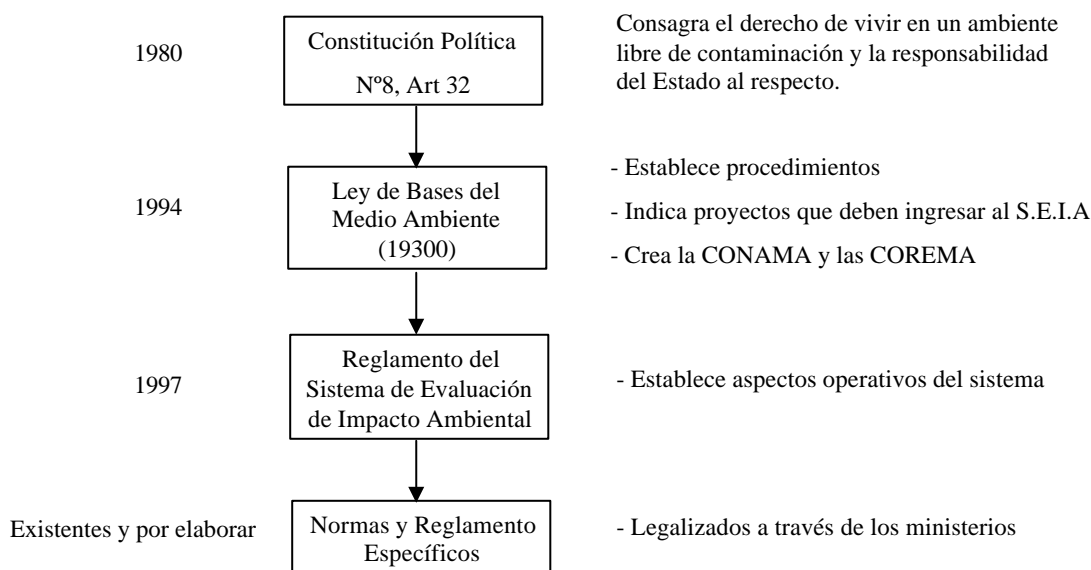 1980
Constitución Política
Nº8, Art 32
Consagra el derecho de vivir en un ambiente
libre de contaminación y la responsabilidad
del Estado al respecto.
1994
Ley de Bases del
Medio Ambiente
(19300)
- Establece procedimientos
- Indica proyectos que deben ingresar al S.E.I.A
- Crea la CONAMA y las COREMA
1997
Reglamento del
Sistema de Evaluación
de Impacto Ambiental
- Establece aspectos operativos del sistema
Existentes y por elaborar
Normas y Reglamento
Específicos
- Legalizados a través de los ministerios